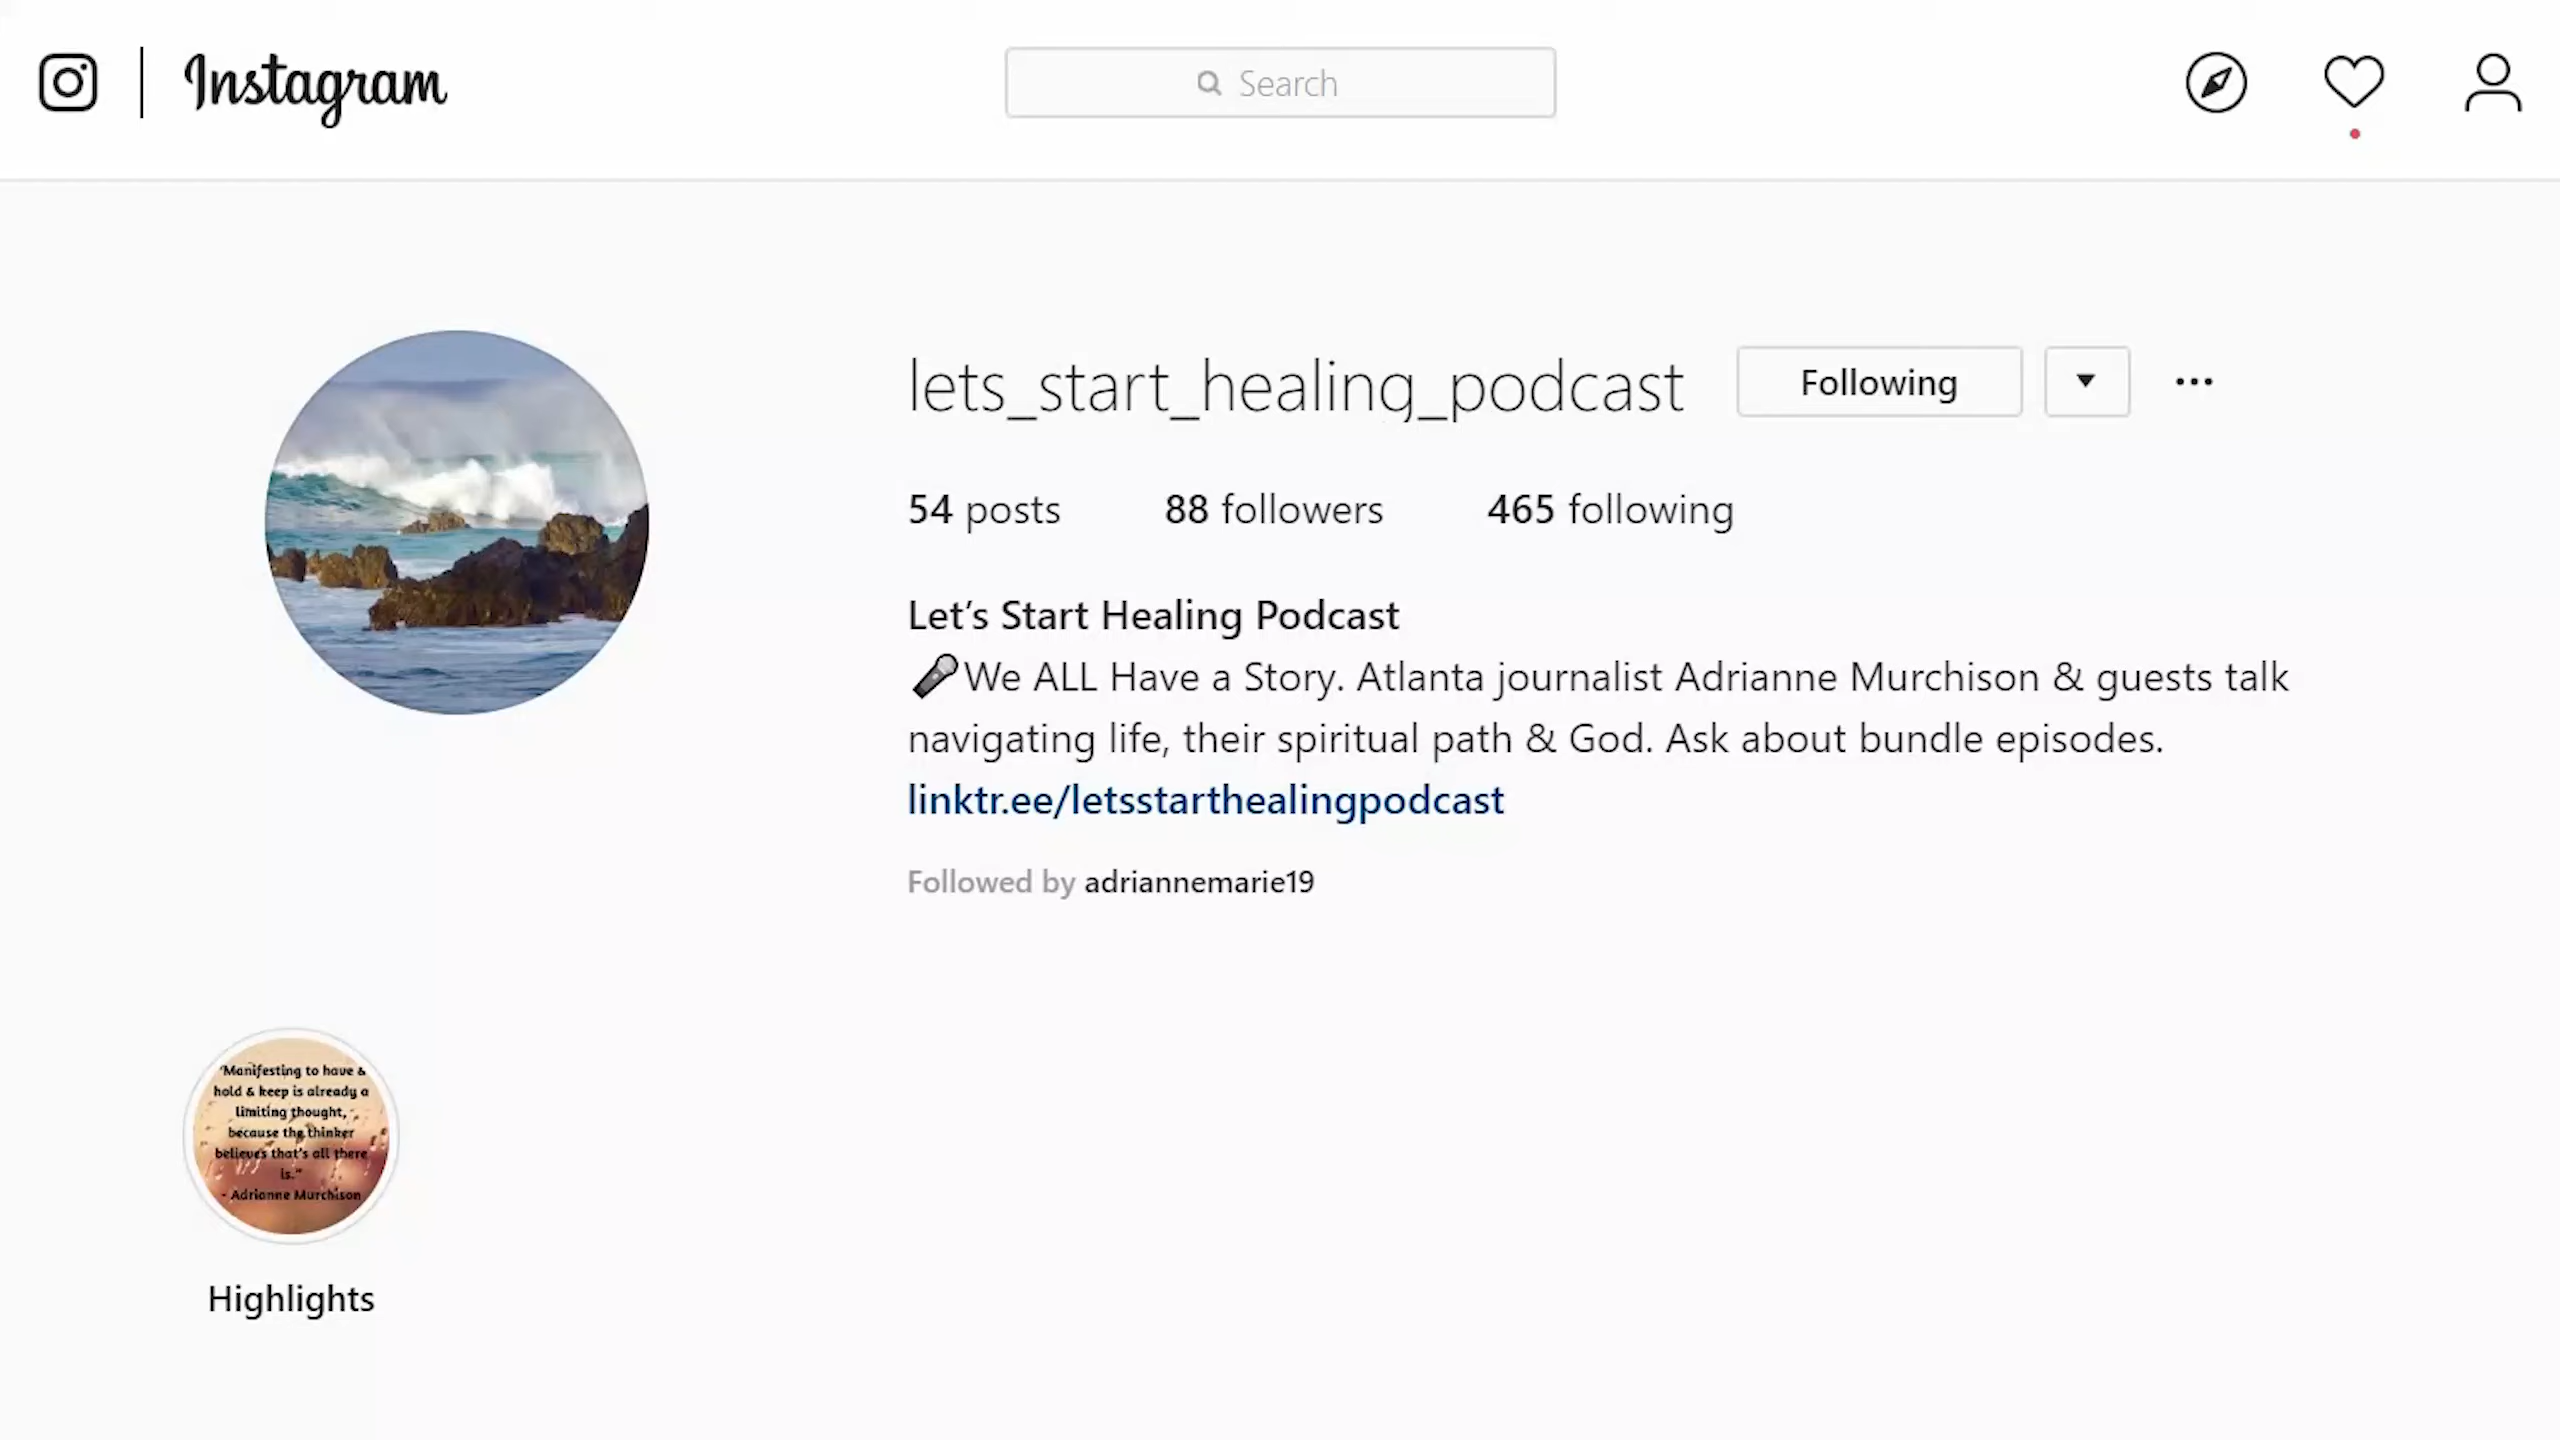 Instagram
Search
lets_start_healing_podcast
Following
54 posts 88 followers 465 following
Let’s Start Healing Podcast
🎤We ALL Have a Story. Atlanta journalist Adrianne Murchison & guests talk
navigating life, their spiritual path & God. Ask about bundle episodes.
linktr.ee/letsstarthealingpodcast
Followed by adriannemarie19
"Manifesting to have &
hold & keep is already a
limiting thought,
because the thinker
believes that's all there
is."
- Adrianne Murchison
Highlights